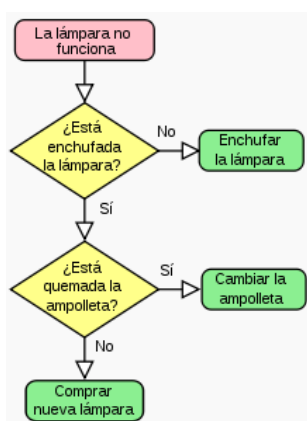 La lámpara no
funciona
¿Está
enchufada
la lámpara?
No
Enchufar
la lámpara
Sí
¿Está
quemada la
ampolleta?
Sí
Cambiar la
ampolleta
No
Comprar
nueva lámpara